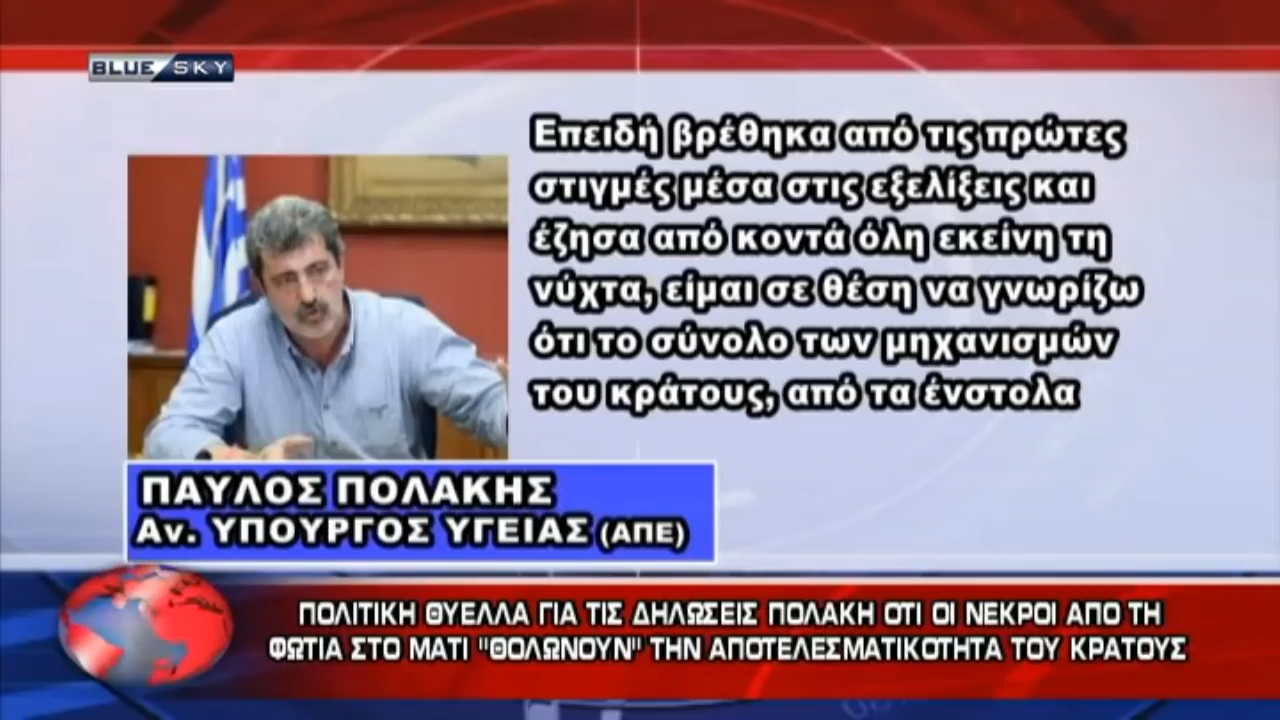 BLUE SKY
Επειδή βρέθηκα από τις πρώτες
στιγμές μέσα στις εξελίξεις και
έζησα από κοντά όλη εκείνη τη
νύχτα, είμαι σε θέση να γνωρίζω
ότι το σύνολο των μηχανισμών
του κράτους, από τα ένστολα
ΠΑΥΛΟΣ ΠΟΛΑΚΗΣ
Αν. ΥΠΟΥΡΓΟΣ ΥΓΕΙΑΣ (ΑΠΕ)
ΠΟΛΙΤΙΚΗ ΘΥΕΛΛΑ ΓΙΑ ΤΙΣ ΔΗΛΩΣΕΙΣ ΠΟΛΑΚΗ ΟΤΙ ΟΙ ΝΕΚΡΟΙ ΑΠΟ ΤΗ
ΦΩΤΙΑ ΣΤΟ ΜΑΤΙ "ΘΟΛΩΝΟΥΝ" ΤΗΝ ΑΠΟΤΕΛΕΣΜΑΤΙΚΟΤΗΤΑ ΤΟΥ ΚΡΑΤΟΥΣ